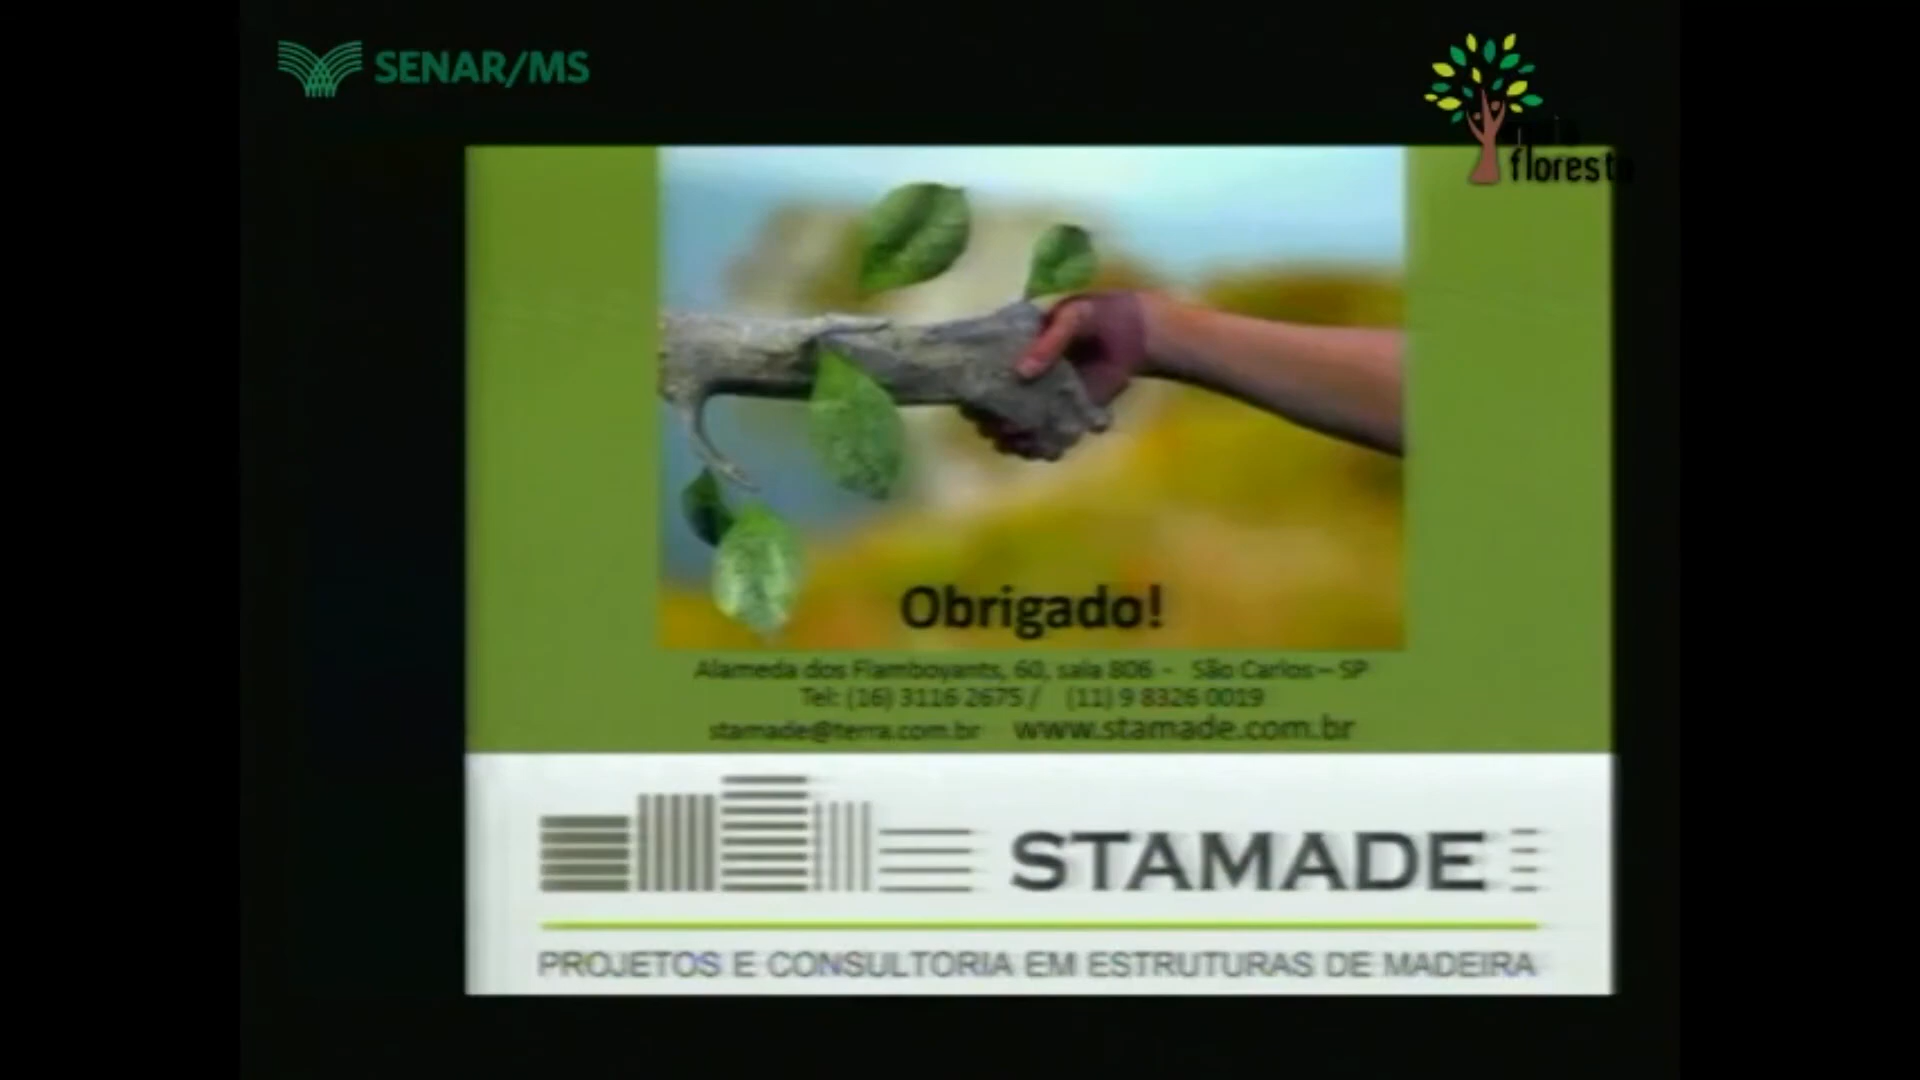 SENAR/MS
floresta
Obrigado!
Alameda dos Flamboyants, 60, sala 806 - São Carlos – SP
Tel: (16) 3116 2675 / (11) 9 8326 0019
stamade@terra.com.br www.stamade.com.br
STAMADE
PROJETOS E CONSULTORIA EM ESTRUTURAS DE MADEIRA